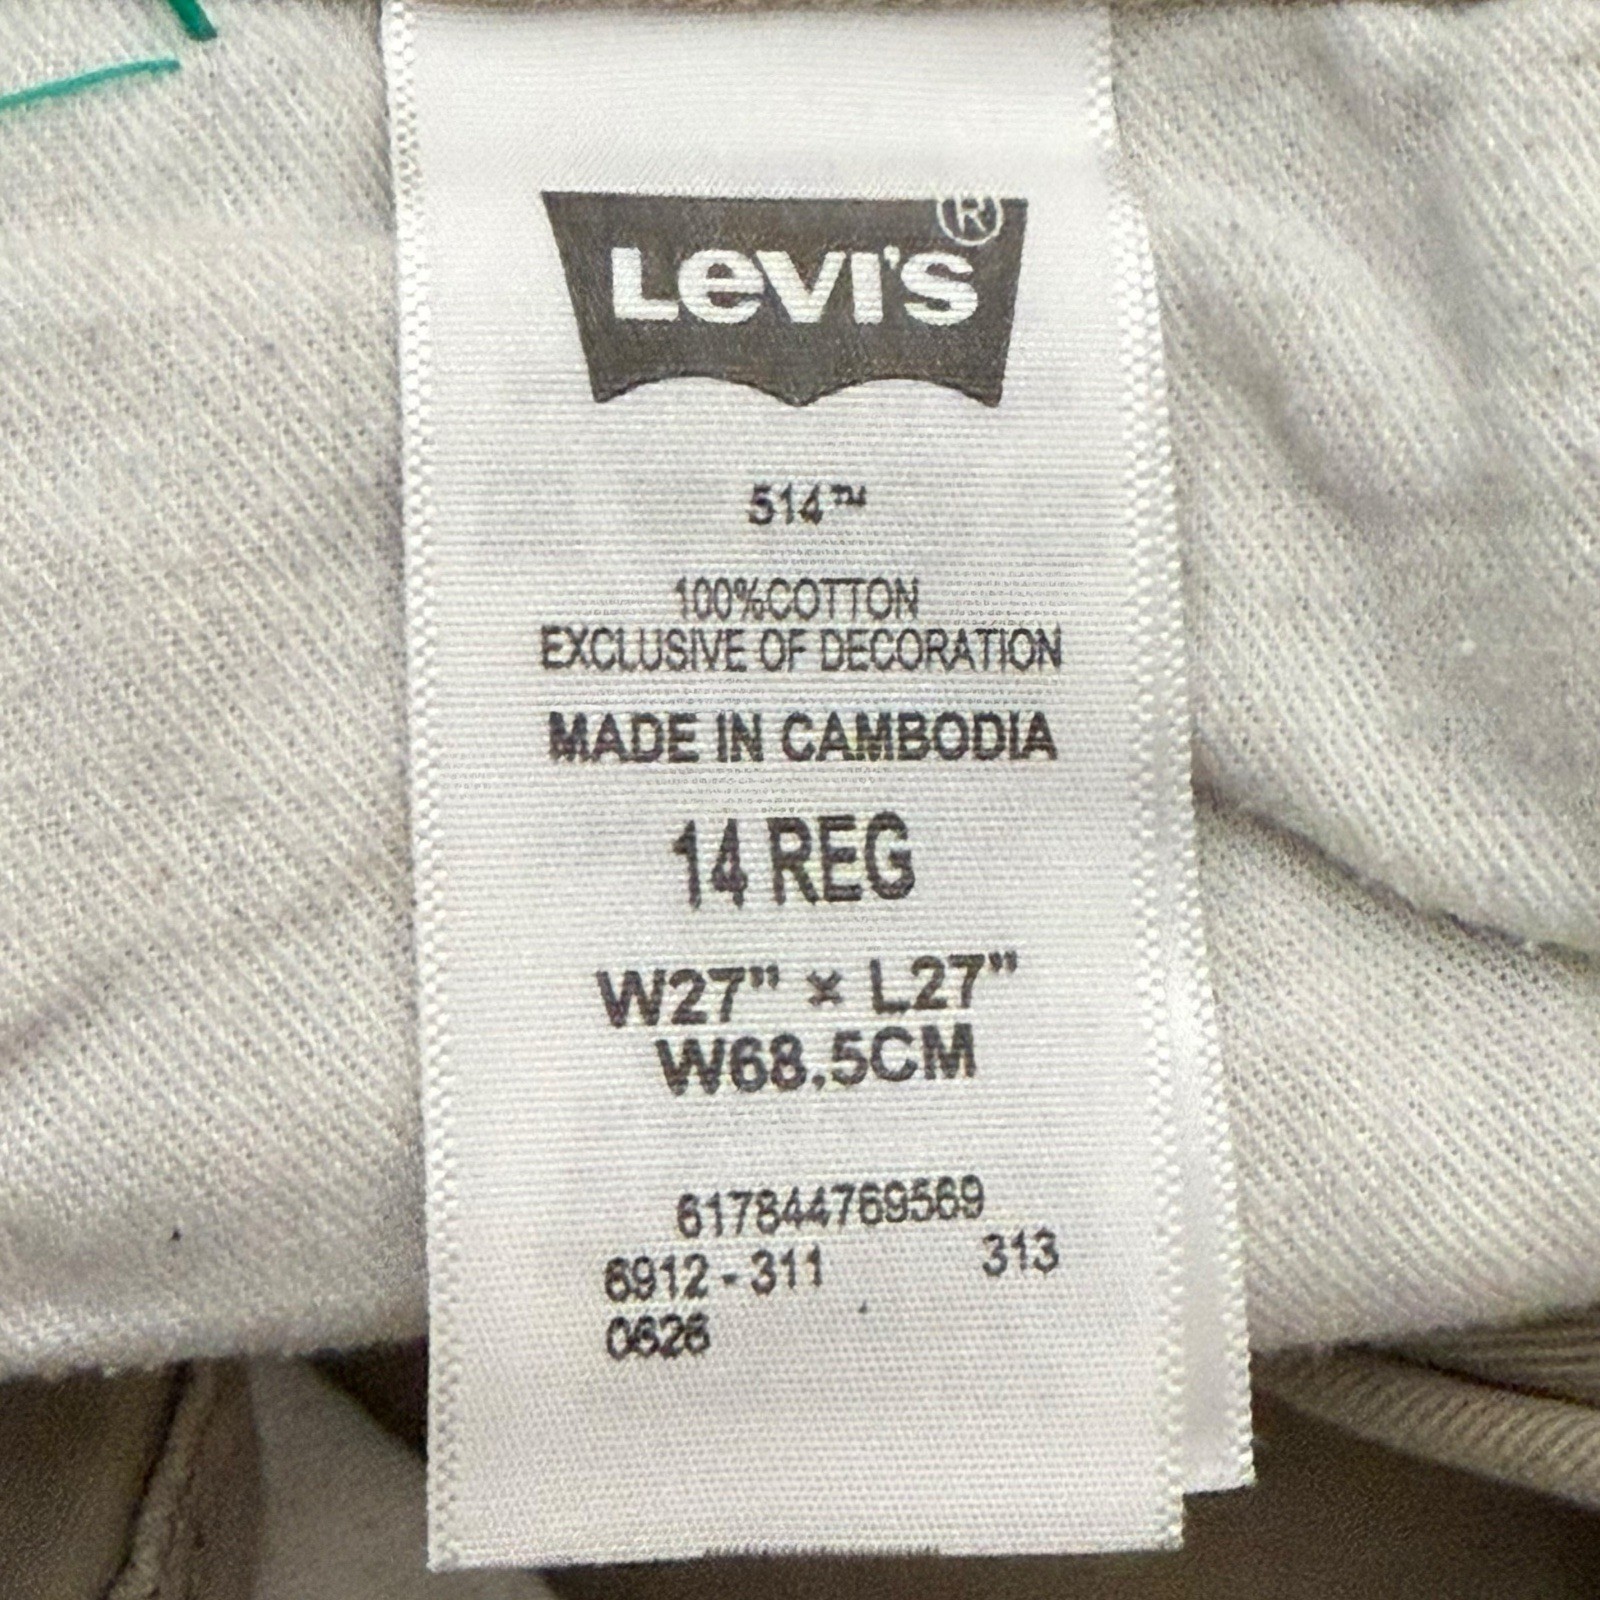 LEVI'S®
514™
100%COTTON
EXCLUSIVE OF DECORATION
MADE IN CAMBODIA
14 REG
W27" × L27"
W68.5CM
617844769569
6912-311 313
0626